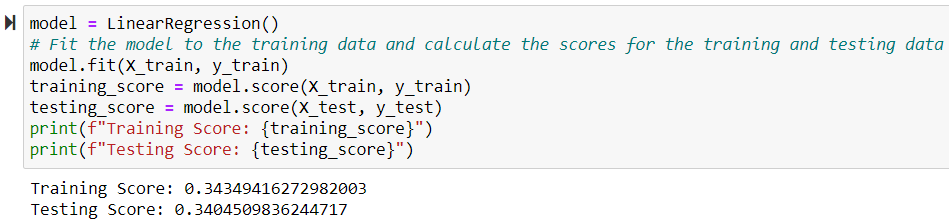 model = LinearRegression()
# Fit the model to the training data and calculate the scores for the training and testing data
model.fit(X_train, y_train)
training_score = model.score(X_train, y_train)
testing_score = model.score(X_test, y_test)
print(f"Training Score: {training_score}")
print(f"Testing Score: {testing_score}")
Training Score: 0.34349416272982003
Testing Score: 0.3404509836244717